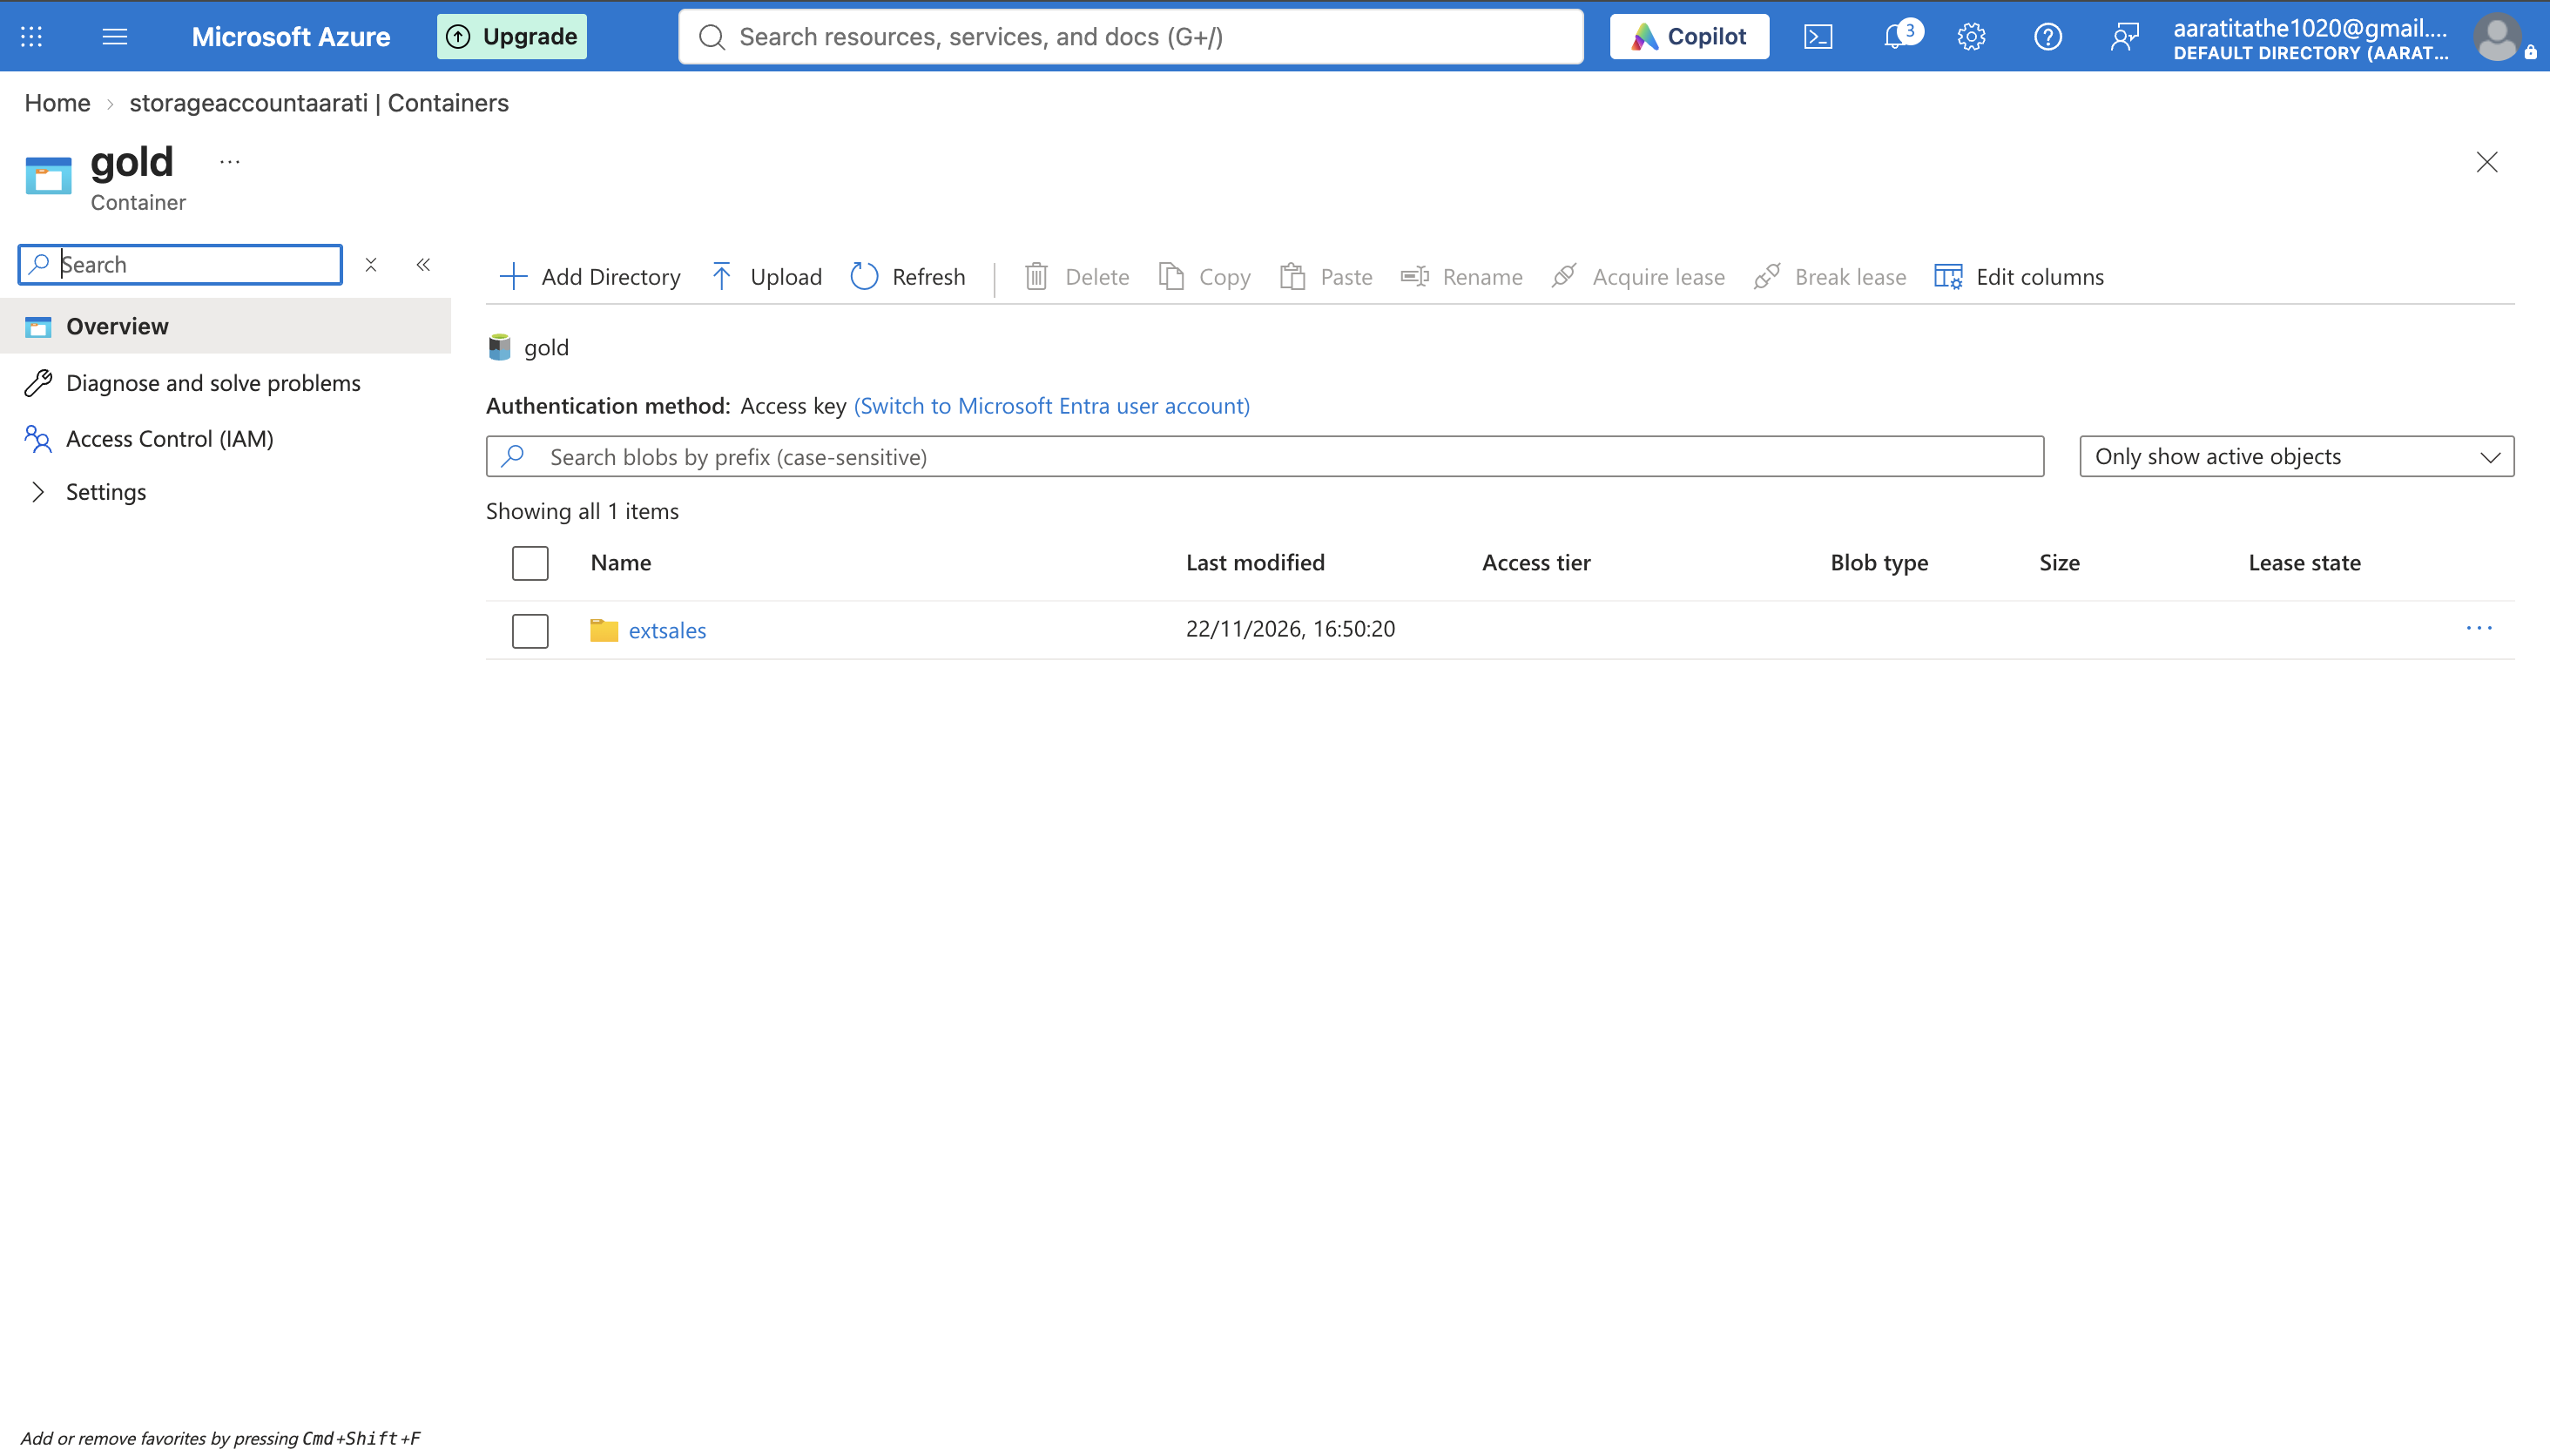 Microsoft Azure
Upgrade
Search resources, services, and docs (G+/)
Copilot
3
aaratitathe1020@gmail....
DEFAULT DIRECTORY (AARAT...
Home
storageaccountaarati | Containers
gold
...
Container
Search
Overview
Diagnose and solve problems
Access Control (IAM)
Settings
Add Directory
Upload
Refresh
Delete
Copy
Paste
Rename
Acquire lease
Break lease
Edit columns
gold
Authentication method: Access key (Switch to Microsoft Entra user account)
Search blobs by prefix (case-sensitive)
Only show active objects
Showing all 1 items
Name Last modified Access tier Blob type Size Lease state
extsales 22/11/2026, 16:50:20 ...
Add or remove favorites by pressing Cmd+Shift+F